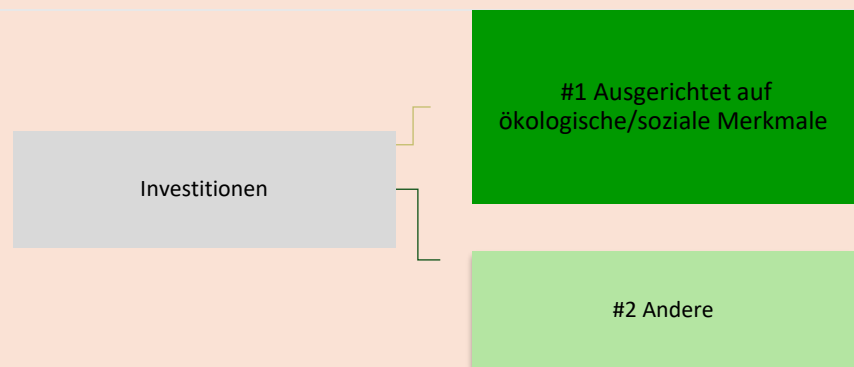 #1 Ausgerichtet auf
ökologische/soziale Merkmale
Investitionen
#2 Andere